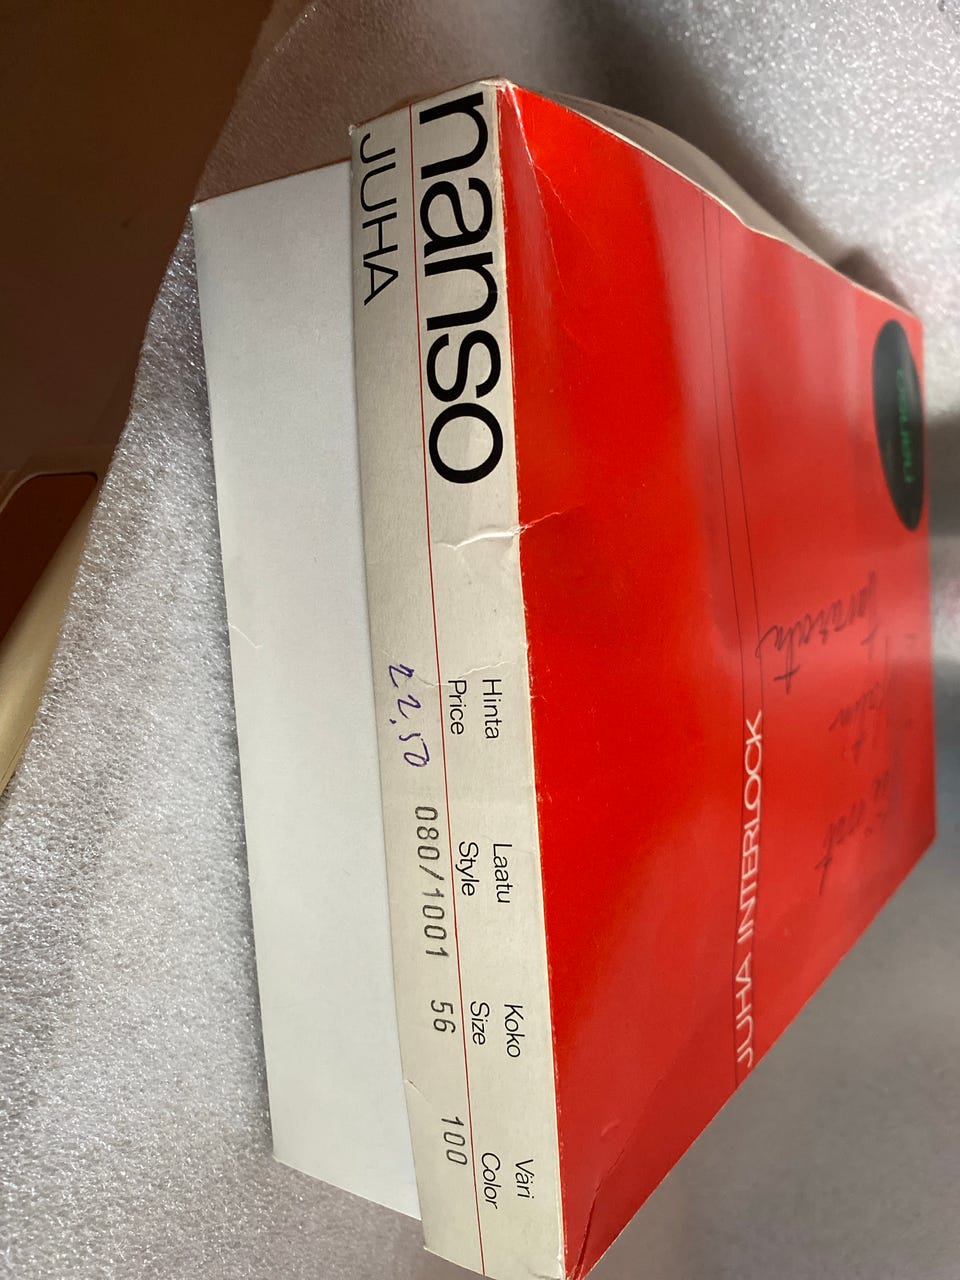 nanso
JUHA
Hinta Laatu Koko Väri
Price Style Size Color
22,50 080/1001 56 100
JUHA INTERLOCK